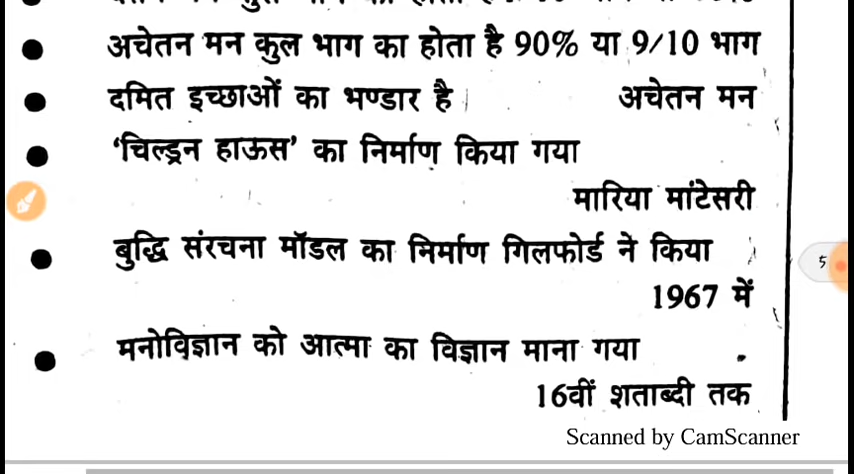 अचेतन मन कुल भाग का होता है 90% या 9/10 भाग
दमित इच्छाओं का भण्डार है अचेतन मन
‘चिल्ड्रन हाऊस’ का निर्माण किया गया
मारिया मांटेसरी
बुद्धि संरचना मॉडल का निर्माण गिलफोर्ड ने किया
1967 में
5
मनोविज्ञान को आत्मा का विज्ञान माना गया
16वीं शताब्दी तक
Scanned by CamScanner